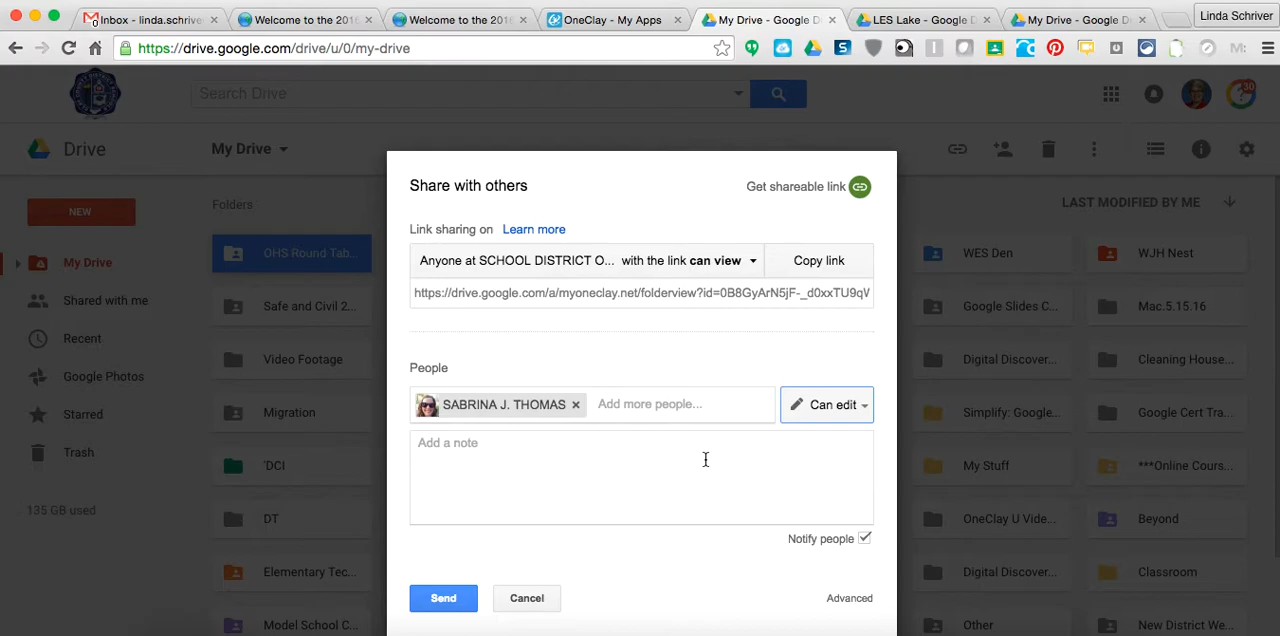 Inbox - linda.schrive
Welcome to the 201
Welcome to the 201
OneClay - My Apps
My Drive - Google D
LES Lake - Google D
My Drive - Google D
Linda Schriver
https://drive.google.com/drive/u/0/my-drive
Search Drive
30
Drive
My Drive
Share with others
Get shareable link
NEW
Folders
LAST MODIFIED BY ME
Link sharing on Learn more
OHS Round Tab...
Anyone at SCHOOL DISTRICT O... with the link can view
Copy link
WES Den
WJH Nest
My Drive
https://drive.google.com/a/myoneclay.net/folderview?id=0B8GyArN5jF-_d0xxTU9qV
Shared with me
Safe and Civil 2...
Google Slides C...
Mac.5.15.16
Recent
Video Footage
People
Digital Discover...
Cleaning House...
Google Photos
SABRINA J. THOMAS
Add more people...
Can edit
Starred
Migration
Simplify: Google...
Google Cert Tra...
Add a note
Trash
'DCI
My Stuff
***Online Cours...
135 GB used
DT
OneClay U Vide...
Beyond
Notify people
Elementary Tec...
Digital Discover...
Classroom
Send
Cancel
Advanced
Model School C...
Other
New District We...